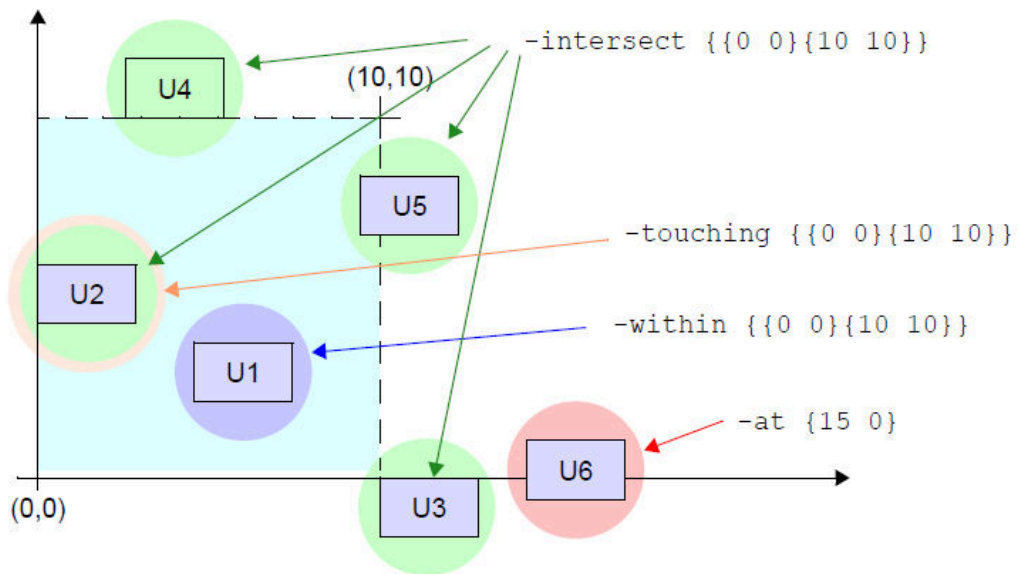 -intersect {{0 0}{10 10}}
(10,10)
U4
U5
-touching {{0 0}{10 10}}
U2
-within {{0 0}{10 10}}
U1
-at {15 0}
U6
(0,0)
U3